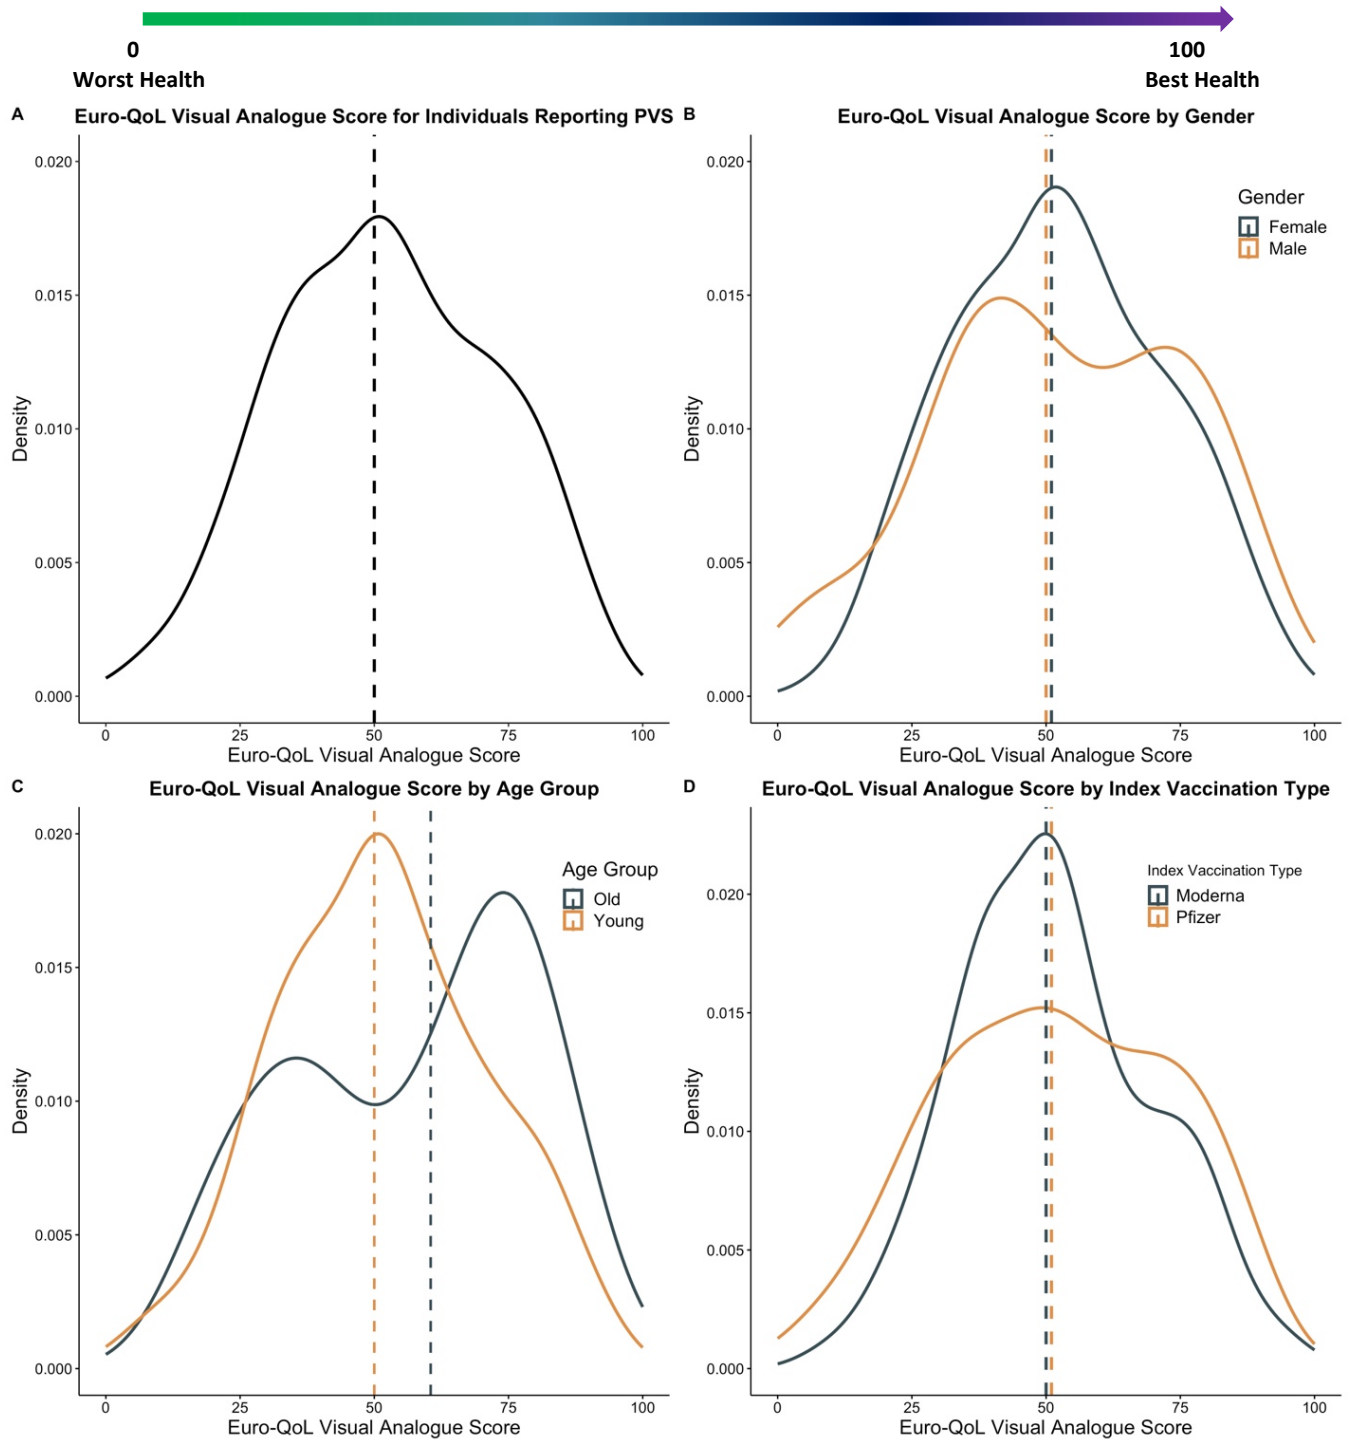 0
100
Worst Health
Best Health
A
Euro-QoL Visual Analogue Score for Individuals Reporting PVS
0.020
0.015
0.010
0.005
0.000
Density
0
25
50
75
100
Euro-QoL Visual Analogue Score
B
Euro-QoL Visual Analogue Score by Gender
Gender
Female
Male
0.020
0.015
0.010
0.005
0.000
Density
0
25
50
75
100
Euro-QoL Visual Analogue Score
C
Euro-QoL Visual Analogue Score by Age Group
Age Group
Old
Young
0.020
0.015
0.010
0.005
0.000
Density
0
25
50
75
100
Euro-QoL Visual Analogue Score
D
Euro-QoL Visual Analogue Score by Index Vaccination Type
Index Vaccination Type
Moderna
Pfizer
0.020
0.015
0.010
0.005
0.000
Density
0
25
50
75
100
Euro-QoL Visual Analogue Score